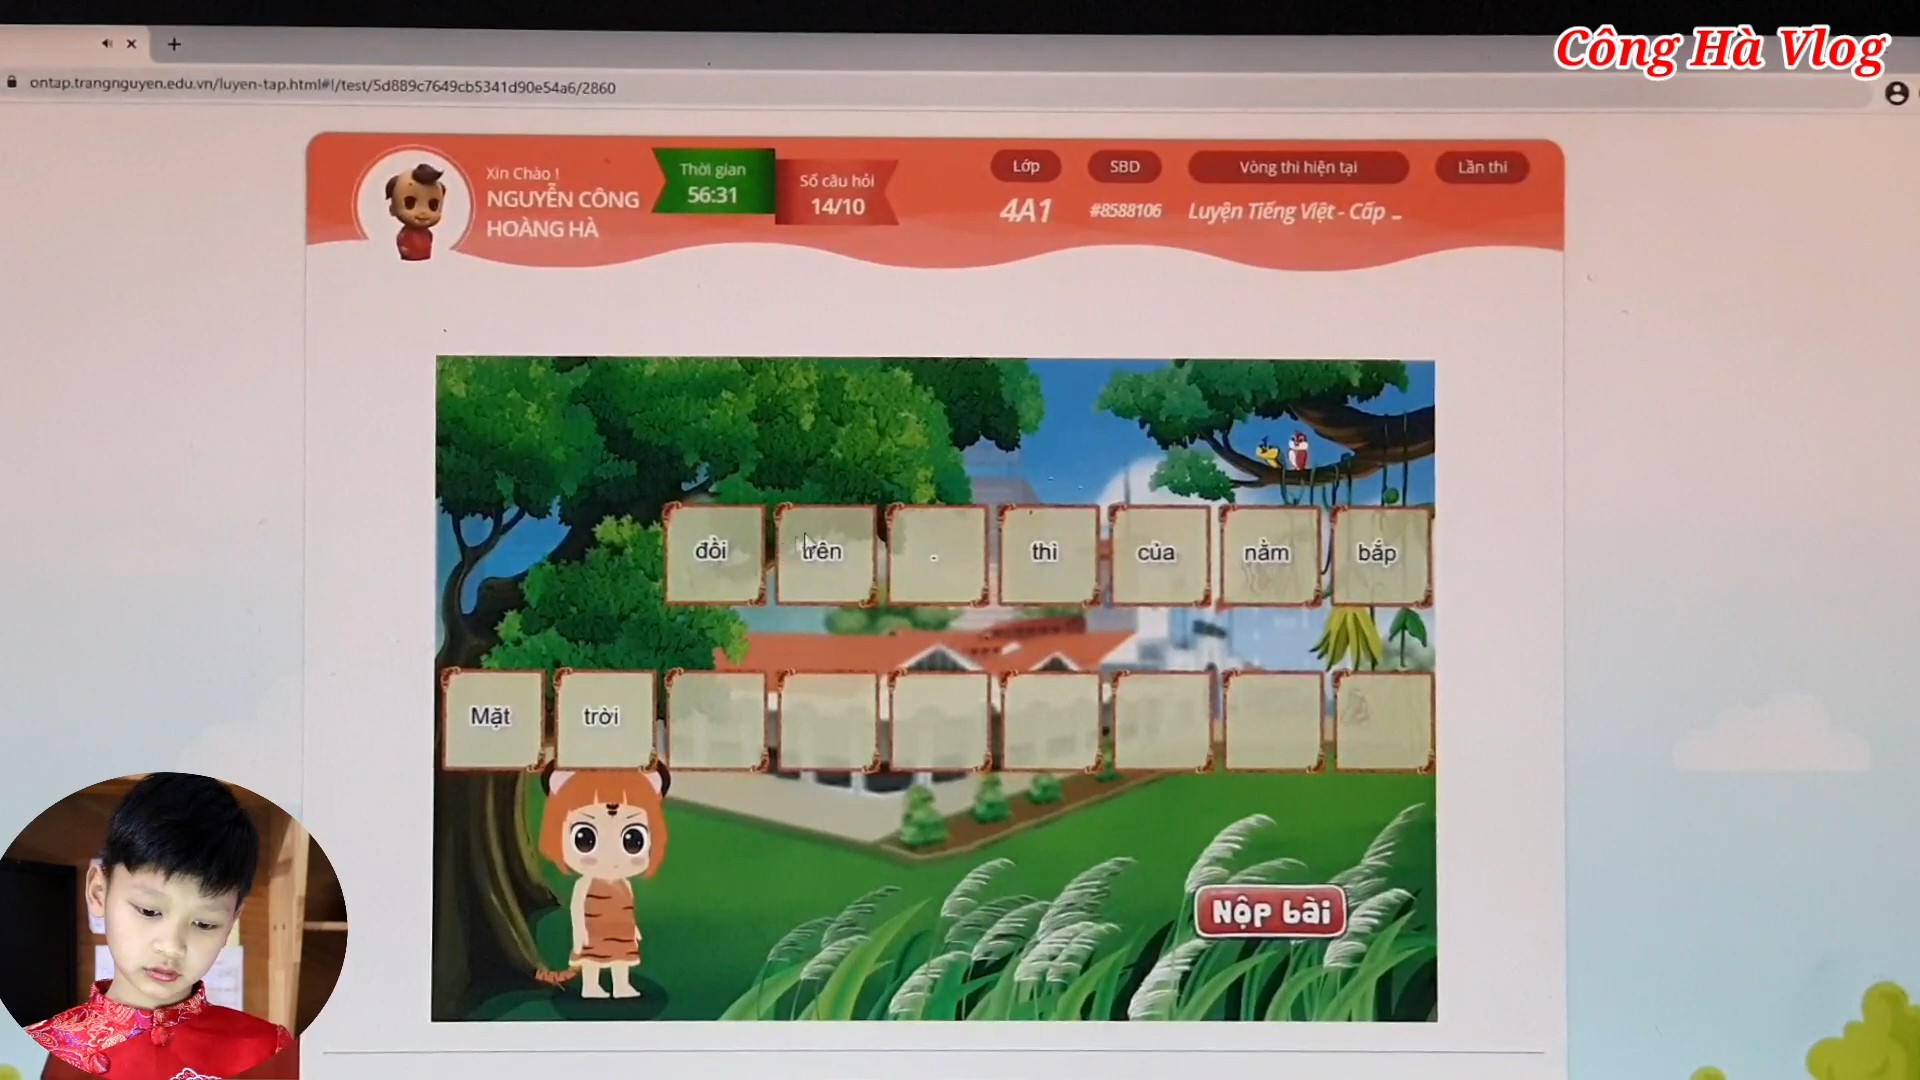 Công Hà Vlog
ontap.trangnguyen.edu.vn/luyen-tap.html#!/test/5d889c7649cb5341d90e54a6/2860
Xin Chào !
NGUYỄN CÔNG
HOÀNG HÀ
Thời gian
56:31
Số câu hỏi
14/10
Lớp
4A1
SBD
#8588106
Vòng thi hiện tại
Luyện Tiếng Việt - Cấp ...
Lần thi
đồi trên . thì của nằm bắp
Mặt trời
Nộp bài